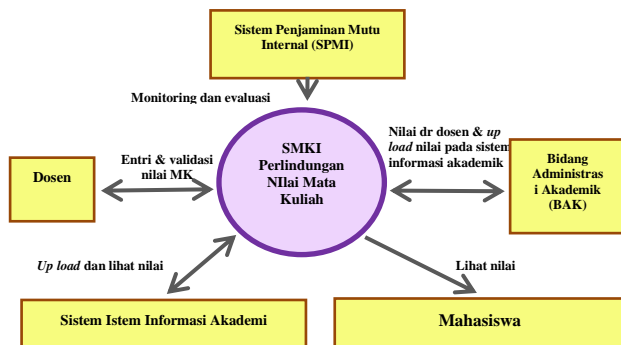 Sistem Penjaminan Mutu
Internal (SPMI)
Monitoring dan evaluasi
SMKI
Perlindungan
NIlai Mata
Kuliah
Nilai dr dosen & up
load nilai pada sistem
informasi akademik
Dosen
Entri & validasi
nilai MK
Bidang
Administras
i Akademik
(BAK)
Up load dan lihat nilai
Lihat nilai
Sistem Istem Informasi Akademi
Mahasiswa